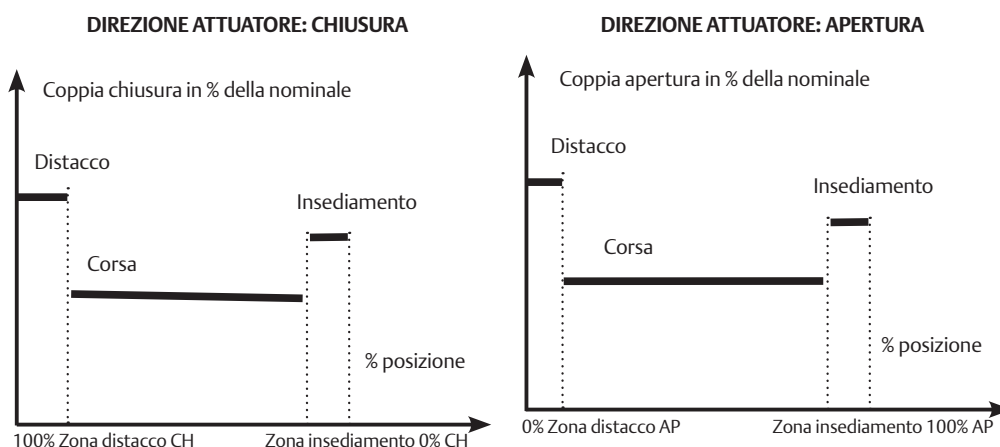 DIREZIONE ATTUATORE: CHIUSURA
Coppia chiusura in % della nominale
Distacco
Insediamento
Corsa
% posizione
100% Zona distacco CH
Zona insediamento 0% CH
DIREZIONE ATTUATORE: APERTURA
Coppia apertura in % della nominale
Distacco
Insediamento
Corsa
% posizione
0% Zona distacco AP
Zona insediamento 100% AP